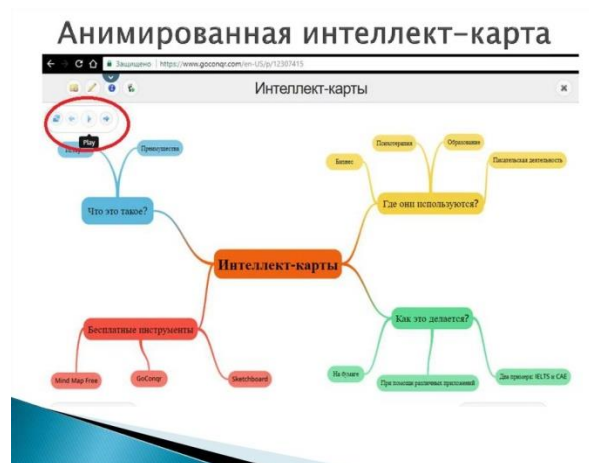 Анимированная интеллект-карта
Защищено | https://www.goconqr.com/en-US/p/12307415
Интеллект-карты
Play
Преимущества
Что это такое?
Психотерапия
Образование
Бизнес
Писательская деятельность
Где они используются?
Интеллект-карты
Бесплатные инструменты
Mind Map Free
GoConqr
Sketchboard
Как это делается?
На бумаге
При помощи различных приложений
Два примера: IELTS и CAE